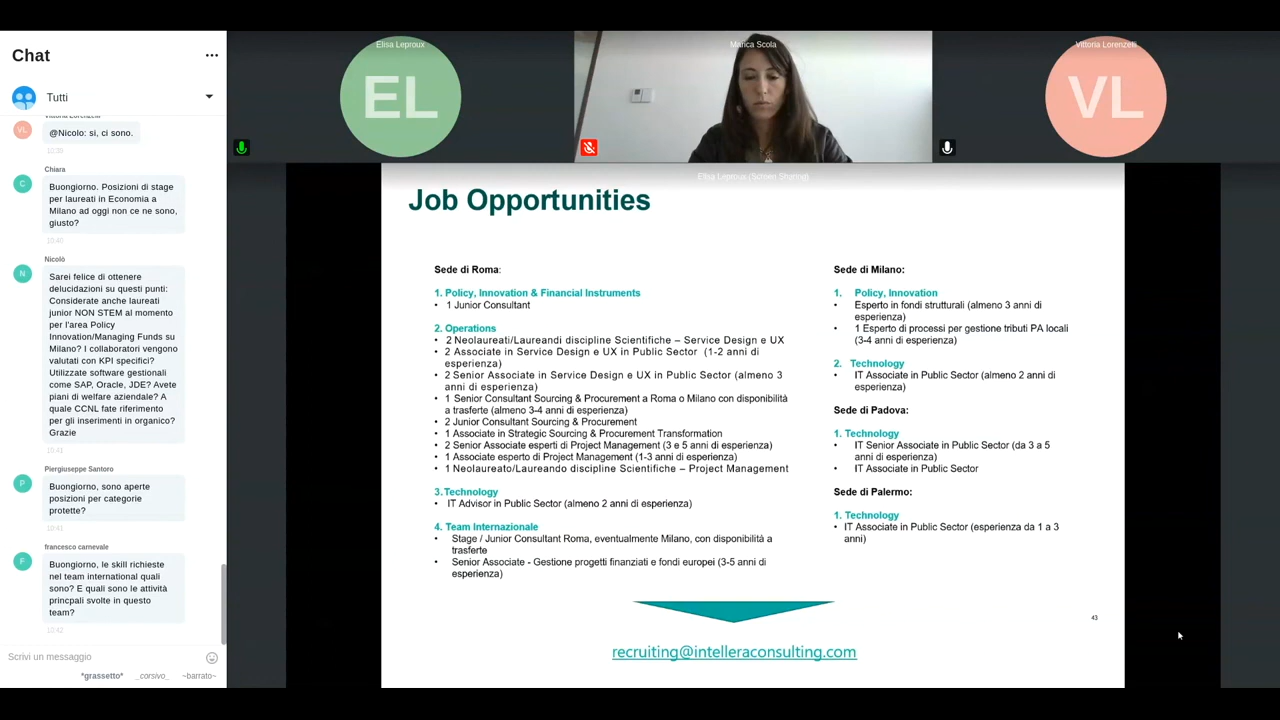 Chat
Tutti
@Nicolo: si, ci sono.
10:39
Chiara
Buongiorno. Posizioni di stage
per laureati in Economia a
Milano ad oggi non ce ne sono,
giusto?
10:40
Nicolò
Sarei felice di ottenere
delucidazioni su questi punti:
Considerate anche laureati
junior NON STEM al momento
per l'area Policy
Innovation/Managing Funds su
Milano? I collaboratori vengono
valutati con KPI specifici?
Utilizzate software gestionali
come SAP, Oracle, JDE? Avete
piani di welfare aziendale? A
quale CCNL fate riferimento
per gli inserimenti in organico?
Grazie
10:41
Piergiuseppe Santoro
Buongiorno, sono aperte
posizioni per categorie
protette?
10:41
francesco carnevale
Buongiorno, le skill richieste
nel team international quali
sono? E quali sono le attività
princpali svolte in questo
team?
10:42
Scrivi un messaggio
*grassetto* _corsivo_ ~barrato~
VL
C
N
P
F
Elisa Leproux
EL
Marica Scola
Vittoria Lorenzelli
VL
Elisa Leproux
Job Opportunities
Sede di Roma:
1. Policy, Innovation & Financial Instruments
• 1 Junior Consultant
2. Operations
• 2 Neolaureati/Laureandi discipline Scientifiche – Service Design e UX
• 2 Associate in Service Design e UX in Public Sector (1-2 anni di
esperienza)
• 2 Senior Associate in Service Design e UX in Public Sector (almeno 3
anni di esperienza)
• 1 Senior Consultant Sourcing & Procurement a Roma o Milano con disponibilità
a trasferte (almeno 3-4 anni di esperienza)
• 2 Junior Consultant Sourcing & Procurement
• 1 Associate in Strategic Sourcing & Procurement Transformation
• 2 Senior Associate esperti di Project Management (3 e 5 anni di esperienza)
• 1 Associate esperto di Project Management (1-3 anni di esperienza)
• 1 Neolaureato/Laureando discipline Scientifiche – Project Management
3. Technology
• IT Advisor in Public Sector (almeno 2 anni di esperienza)
4. Team Internazionale
• Stage / Junior Consultant Roma, eventualmente Milano, con disponibilità a
trasferte
• Senior Associate - Gestione progetti finanziati e fondi europei (3-5 anni di
esperienza)
Sede di Milano:
1. Policy, Innovation
• Esperto in fondi strutturali (almeno 3 anni di
esperienza)
• 1 Esperto di processi per gestione tributi PA locali
(3-4 anni di esperienza)
2. Technology
• IT Associate in Public Sector (almeno 2 anni di
esperienza)
Sede di Padova:
1. Technology
• IT Senior Associate in Public Sector (da 3 a 5
anni di esperienza)
• IT Associate in Public Sector
Sede di Palermo:
1. Technology
• IT Associate in Public Sector (esperienza da 1 a 3
anni)
43
recruiting@intelleraconsulting.com